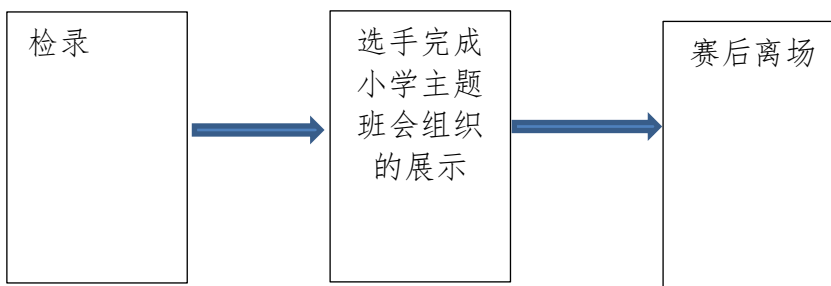 检录
选手完成
小学主题
班会组织
的展示
赛后离场